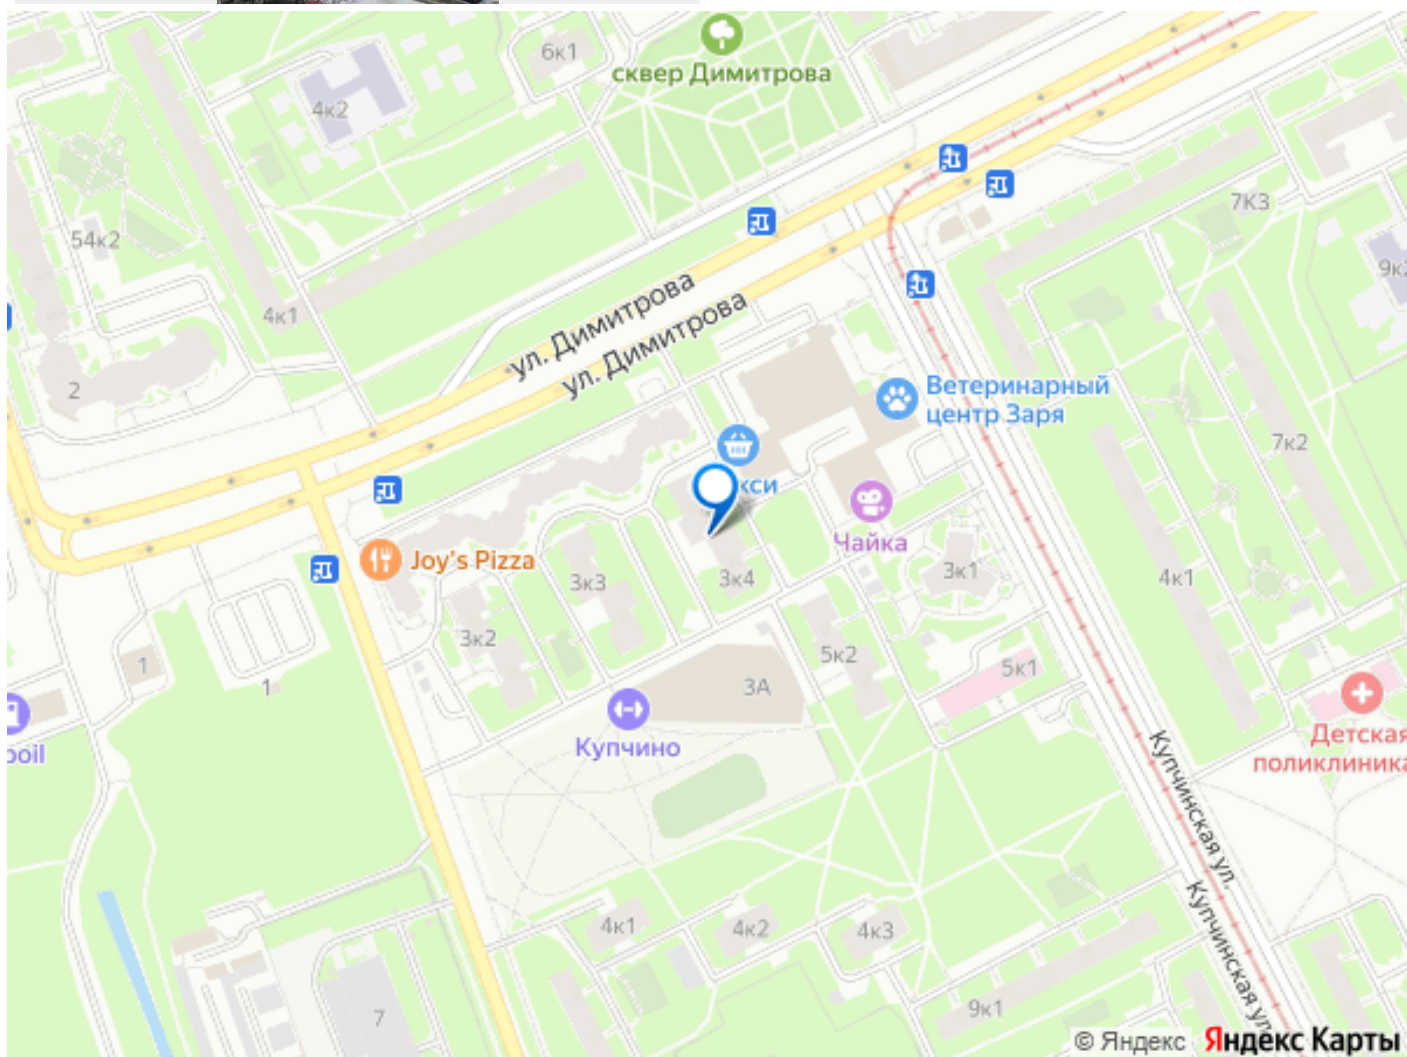 6к1
сквер Димитрова
4к2
7К3
54к2
9к2
4к1
ул. Димитрова
ул. Димитрова
2
Ветеринарный
центр Заря
7к2
кси
Чайка
Joy's Pizza
3к3
3к4
3к1
4к1
3к2
5к2
1
5к1
1
3А
Купчино
Детская
поликлиника
oil
Купчинская ул.
Купчинская ул.
4к1
4к2
4к3
9к1
7
© Яндекс Яндекс Карты